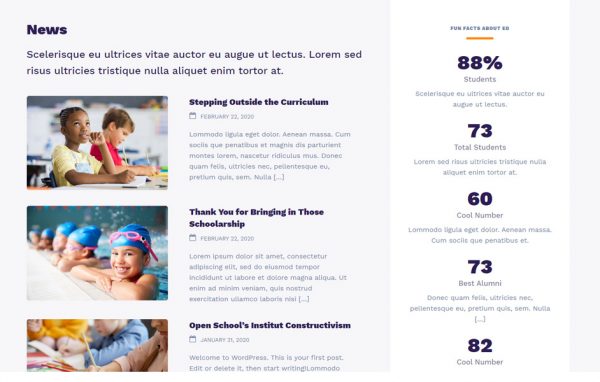 News
Scelerisque eu ultrices vitae auctor eu augue ut lectus. Lorem sed
risus ultricies tristique nulla aliquet enim tortor at.
Stepping Outside the Curriculum
FEBRUARY 22, 2020
Lommodo ligula eget dolor. Aenean massa. Cum
sociis que penatibus et magnis dis parturient
montes lorem, nascetur ridiculus mus. Donec
quam felis, ultricies nec, pellentesque eu,
pretium quis, sem. Nulla [...]
Thank You for Bringing in Those
Scholarship
FEBRUARY 22, 2020
Lorem ipsum dolor sit amet, consectetur
adipiscing elit, sed do eiusmod tempor
incididunt ut labore et dolore magna aliqua. Ut
enim ad minim veniam, quis nostrud
exercitation ullamco laboris nisi [...]
Open School's Institut Constructivism
JANUARY 31, 2020
Welcome to WordPress. This is your first post.
Edit or delete it, then start writing!Lommodo
FUN FACTS ABOUT ED
88%
Students
Scelerisque eu ultrices vitae auctor eu
augue ut lectus.
73
Total Students
Lorem sed risus ultricies tristique nulla
aliquet enim tortor at.
60
Cool Number
Lommodo ligula eget dolor. Aenean massa.
Cum sociis que penatibus et.
73
Best Alumni
Donec quam felis, ultricies nec,
pellentesque eu, pretium quis, sem. Nulla
[...]
82
Cool Number